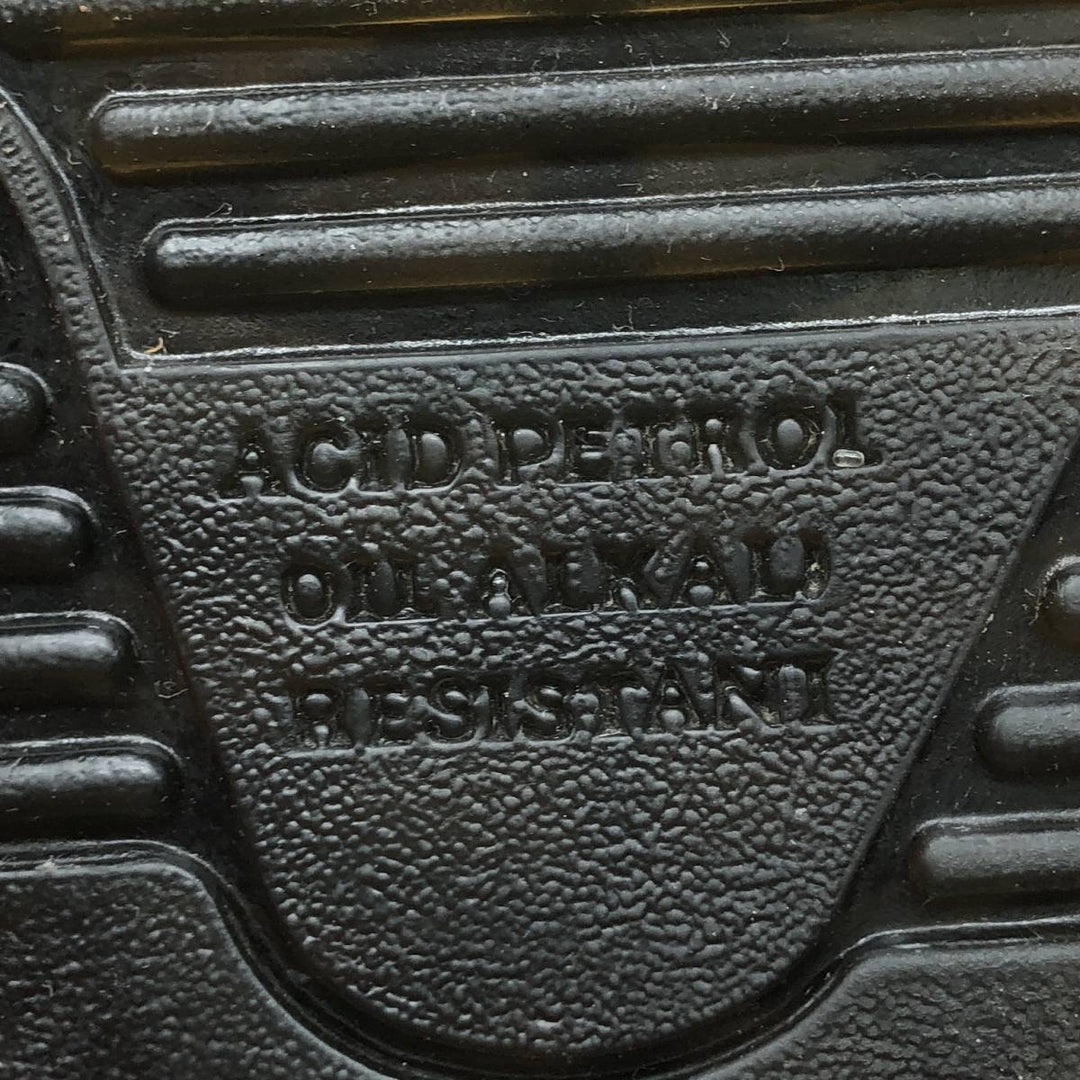 ACID PETROL
OIL ALKALI
RESISTANT